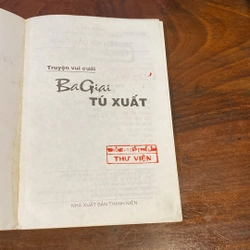 Truyện vui cười
Ba Giai
TÚ XUẤT
THƯ VIỆN
NHÀ XUẤT BẢN THANH NIÊN